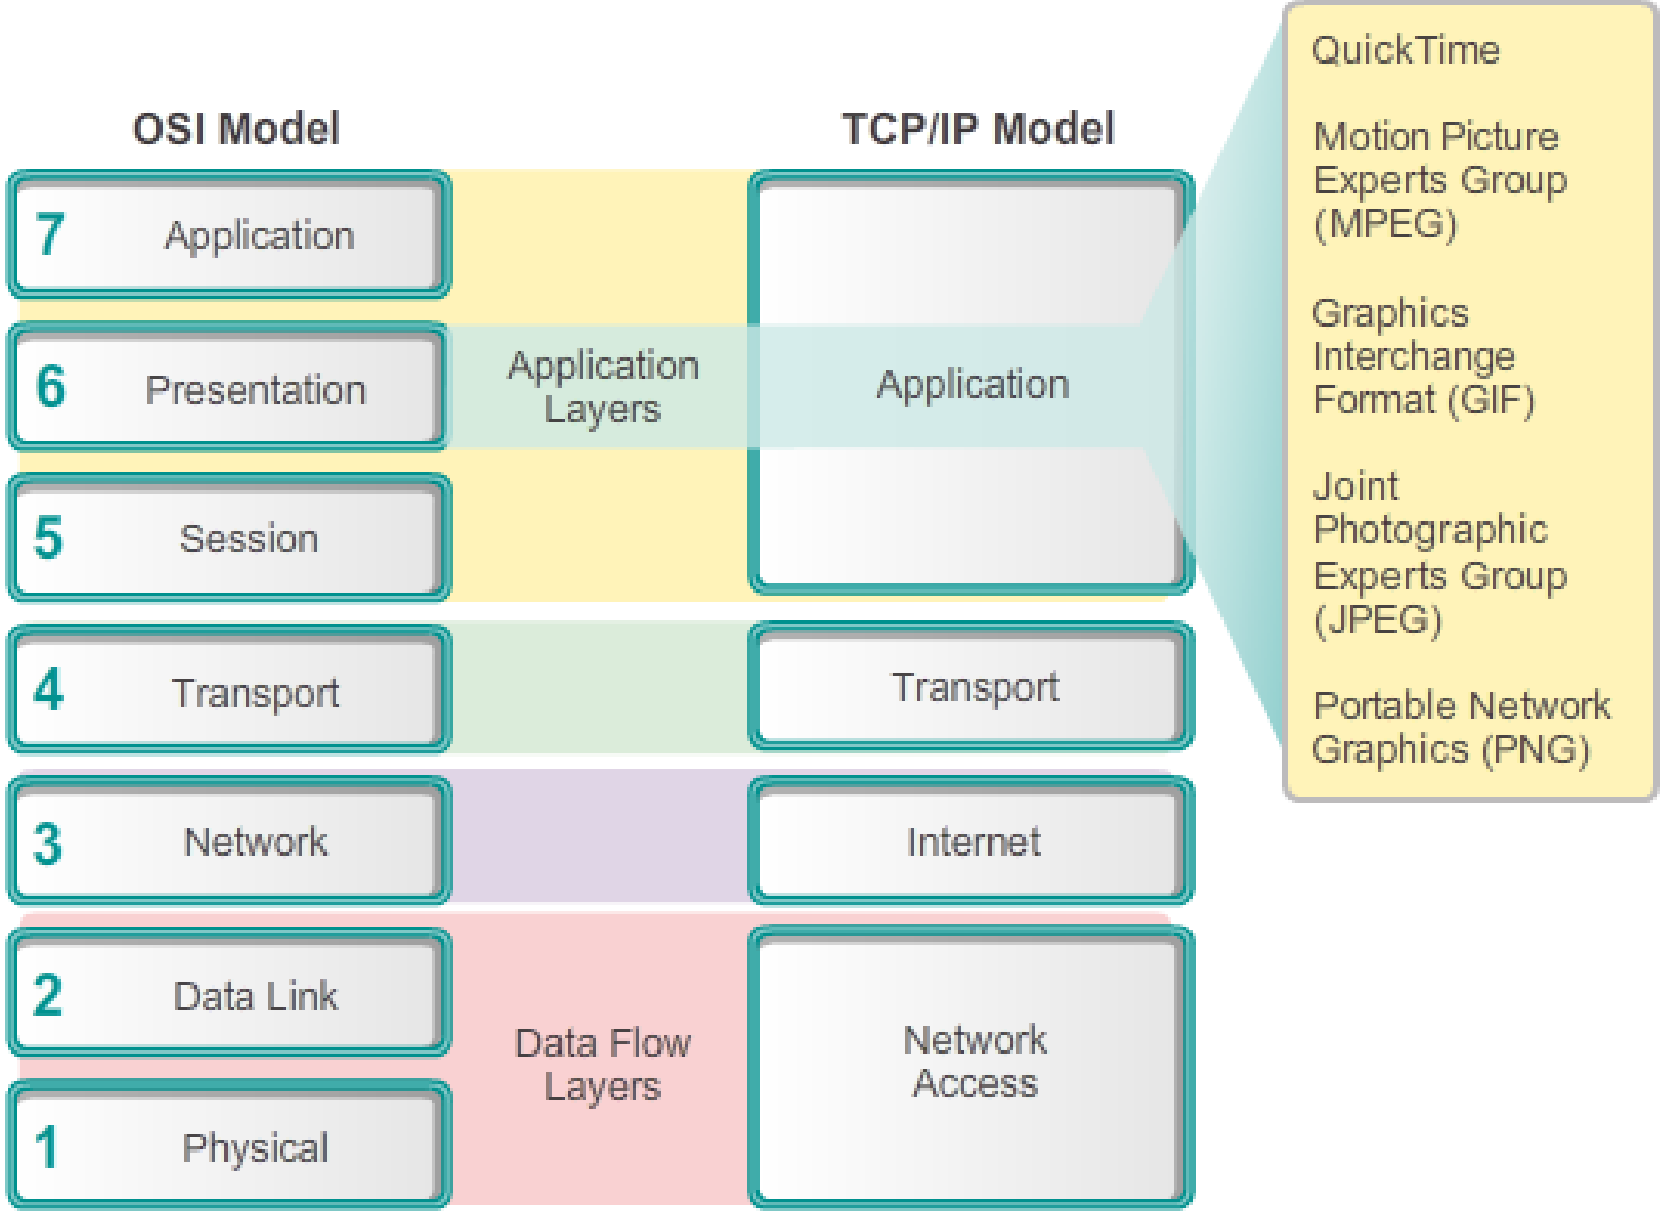 OSI Model
7 Application
6 Presentation
5 Session
4 Transport
3 Network
2 Data Link
1 Physical
Application
Layers
Data Flow
Layers
TCP/IP Model
Application
Transport
Internet
Network
Access
QuickTime
Motion Picture
Experts Group
(MPEG)
Graphics
Interchange
Format (GIF)
Joint
Photographic
Experts Group
(JPEG)
Portable Network
Graphics (PNG)